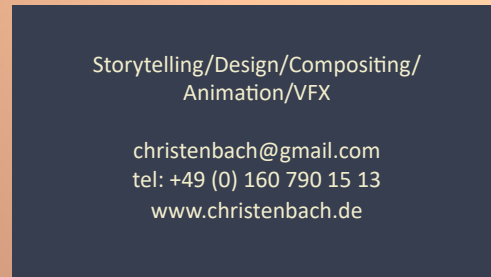 Storytelling/Design/Compositing/
Animation/VFX
christenbach@gmail.com
tel: +49 (0) 160 790 15 13
www.christenbach.de